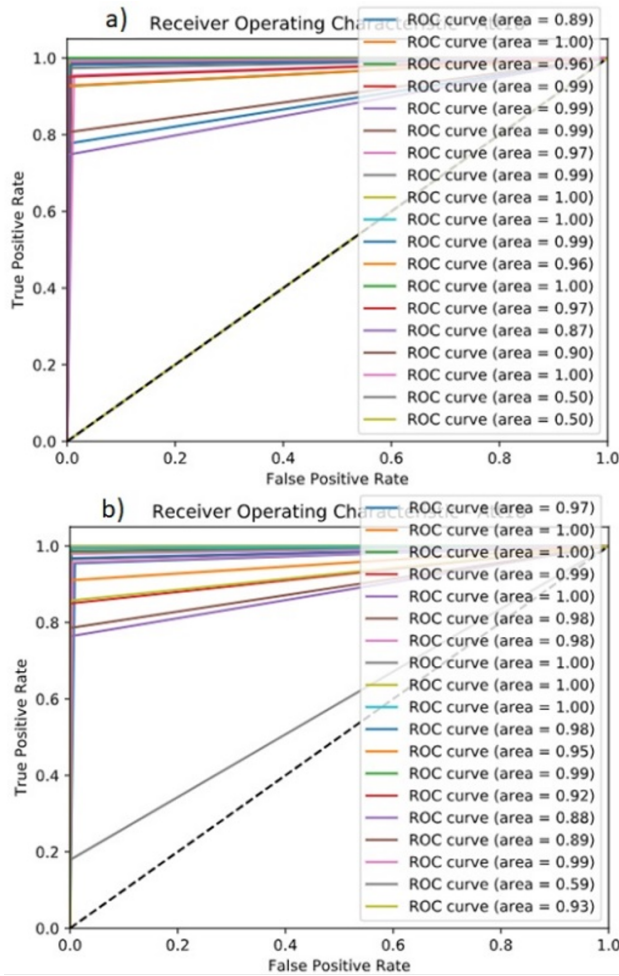 a)
Receiver Operating Characteristic - Att18
ROC curve (area = 0.89)
ROC curve (area = 1.00)
ROC curve (area = 0.96)
ROC curve (area = 0.99)
ROC curve (area = 0.99)
ROC curve (area = 0.99)
ROC curve (area = 0.97)
ROC curve (area = 0.99)
ROC curve (area = 1.00)
ROC curve (area = 1.00)
ROC curve (area = 0.99)
ROC curve (area = 0.96)
ROC curve (area = 1.00)
ROC curve (area = 0.97)
ROC curve (area = 0.87)
ROC curve (area = 0.90)
ROC curve (area = 1.00)
ROC curve (area = 0.50)
ROC curve (area = 0.50)
True Positive Rate
1.0
0.8
0.6
0.4
0.2
0.0
0.0 0.2 0.4 0.6 0.8 1.0
False Positive Rate
b)
Receiver Operating Characteristic
ROC curve (area = 0.97)
ROC curve (area = 1.00)
ROC curve (area = 1.00)
ROC curve (area = 0.99)
ROC curve (area = 1.00)
ROC curve (area = 0.98)
ROC curve (area = 0.98)
ROC curve (area = 1.00)
ROC curve (area = 1.00)
ROC curve (area = 1.00)
ROC curve (area = 0.98)
ROC curve (area = 0.95)
ROC curve (area = 0.99)
ROC curve (area = 0.92)
ROC curve (area = 0.88)
ROC curve (area = 0.89)
ROC curve (area = 0.99)
ROC curve (area = 0.59)
ROC curve (area = 0.93)
True Positive Rate
1.0
0.8
0.6
0.4
0.2
0.0
0.0 0.2 0.4 0.6 0.8 1.0
False Positive Rate